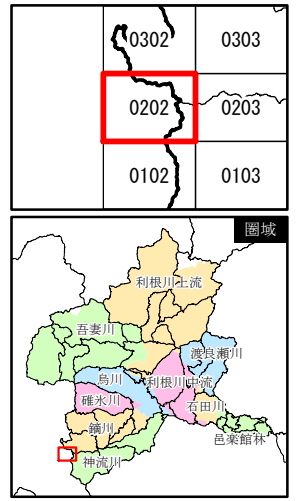 0302 0303
0202 0203
0102 0103
圏域
利根川上流
吾妻川
渡良瀬川
烏川 利根川中流
碓氷川
石田川
鏑川
邑楽館林
神流川